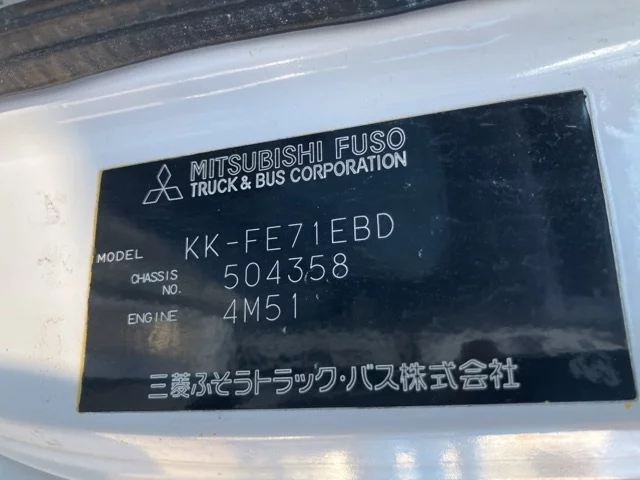 MITSUBISHI FUSO
TRUCK & BUS CORPORATION
MODEL KK-FE71EBD
CHASSIS NO. 504358
ENGINE 4M51
三菱ふそうトラック・バス株式会社